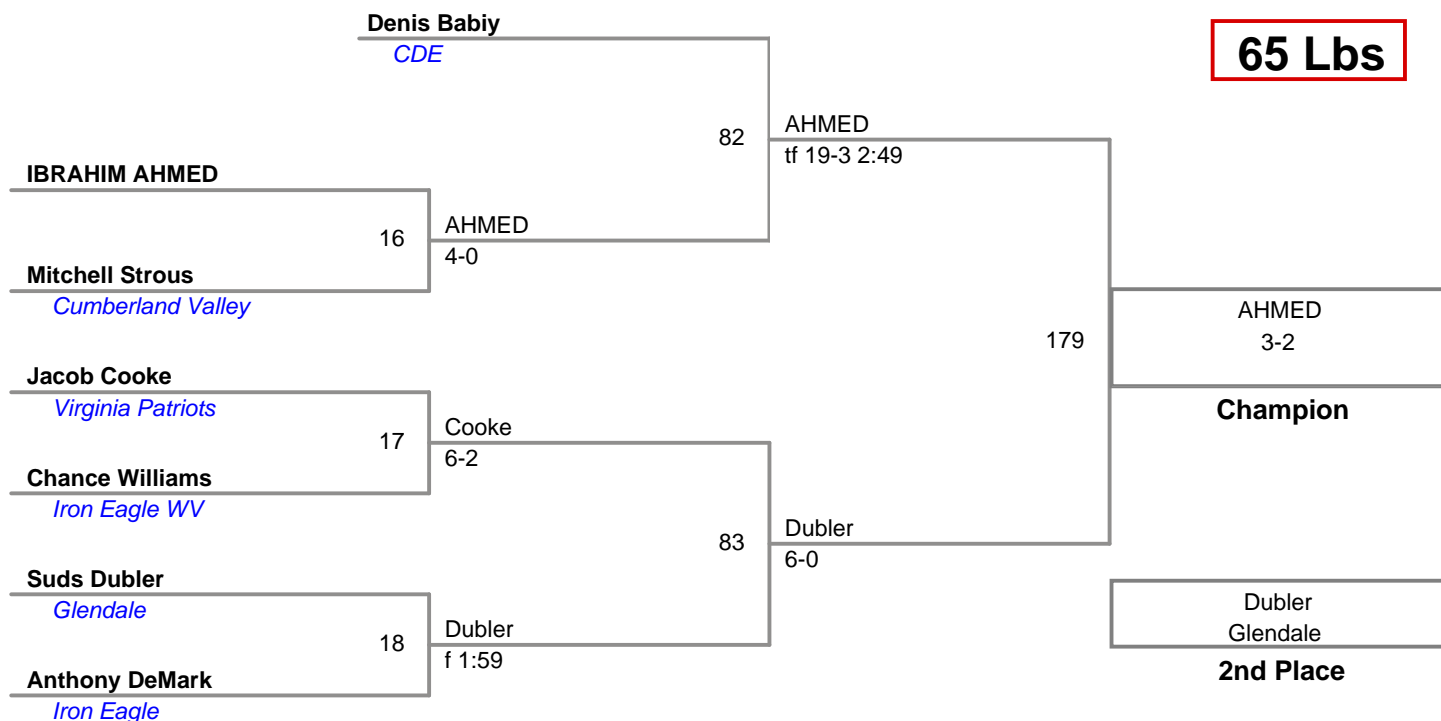 Denis Babiy
CDE
65 Lbs
82
AHMED
tf 19-3 2:49
IBRAHIM AHMED
16
AHMED
4-0
Mitchell Strous
Cumberland Valley
179
AHMED
3-2
Champion
Jacob Cooke
Virginia Patriots
17
Cooke
6-2
Chance Williams
Iron Eagle WV
83
Dubler
6-0
Suds Dubler
Glendale
18
Dubler
f 1:59
Anthony DeMark
Iron Eagle
Dubler
Glendale
2nd Place